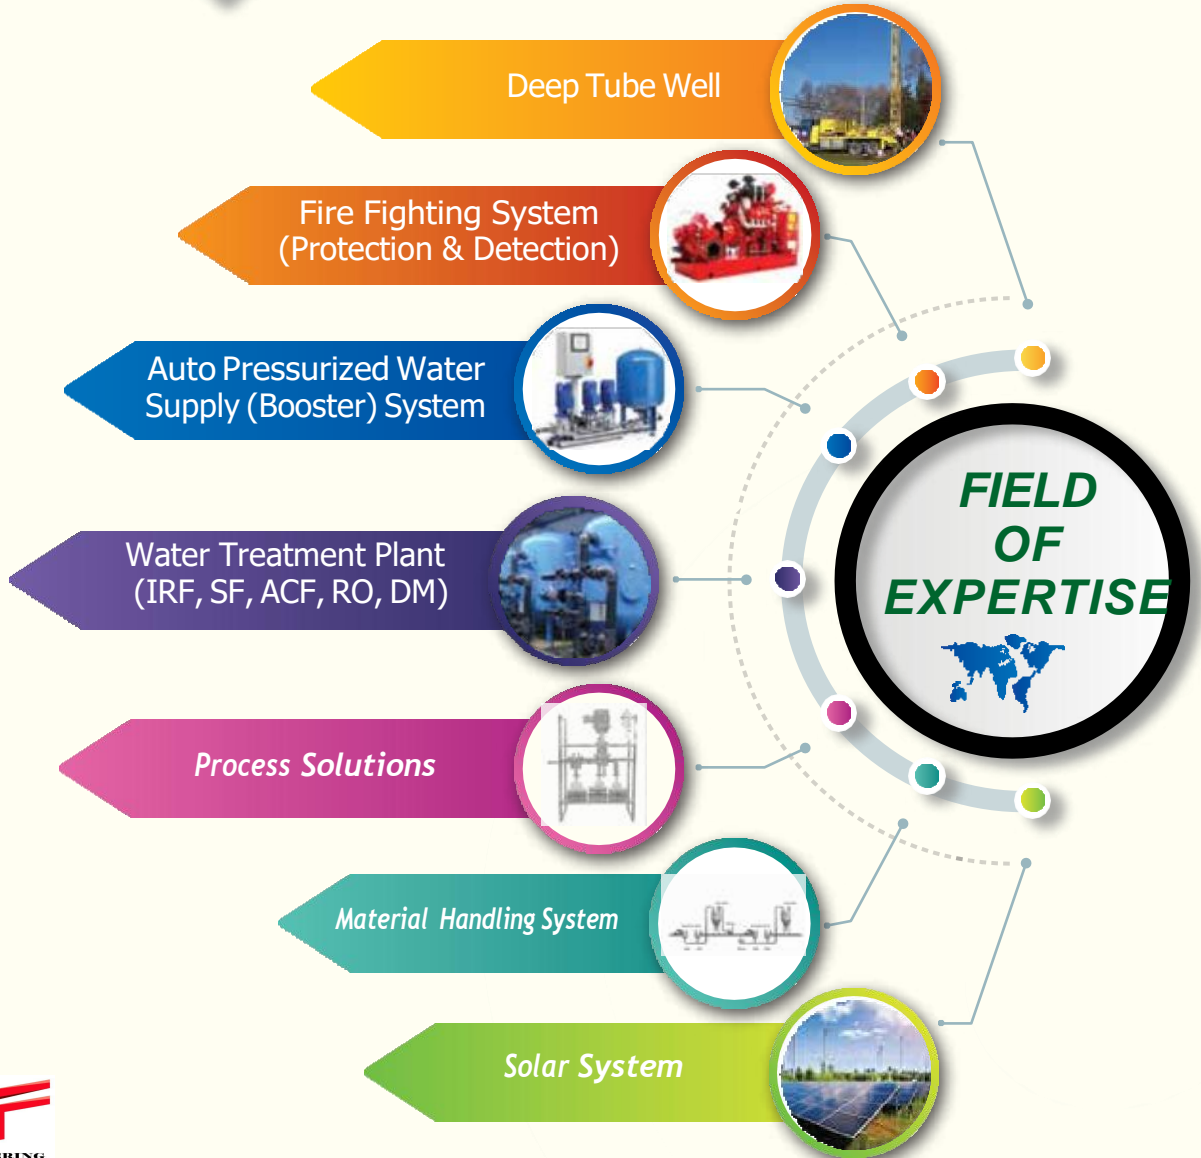 Deep Tube Well
Fire Fighting System
(Protection & Detection)
Auto Pressurized Water
Supply (Booster) System
Water Treatment Plant
(IRF, SF, ACF, RO, DM)
Process Solutions
Material Handling System
Solar System
FIELD
OF
EXPERTISE